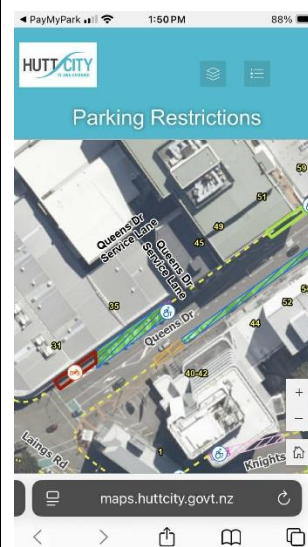 ◄ PayMyPark
1:50 PM
88%
HUTT CITY
TE AWA KAIRANGI
Parking Restrictions
59
51
49
45
Queens Dr
Service Lane
Queens Dr
Service Lane
35
Queens Dr
52
44
31
40-42
Laings Rd
1
Knights
+
−
maps.huttcity.govt.nz